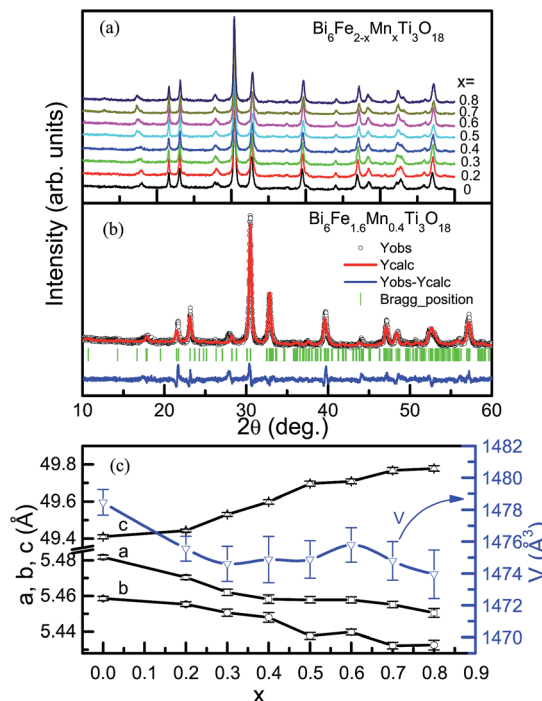 (a)
Bi6Fe2-xMnxTi3O18
x=
0.8
0.7
0.6
0.5
0.4
0.3
0.2
0
Intensity (arb. units)
(b)
Bi6Fe1.6Mn0.4Ti3O18
Yobs
Ycalc
Yobs-Ycalc
Bragg_position
10 20 30 40 50 60
2θ (deg.)
(c)
49.8
49.6
49.4
5.48
5.46
5.44
a, b, c (Å)
c
a
b
V
1482
1480
1478
1476
1474
1472
1470
V (Å3)
0.0 0.1 0.2 0.3 0.4 0.5 0.6 0.7 0.8 0.9
x